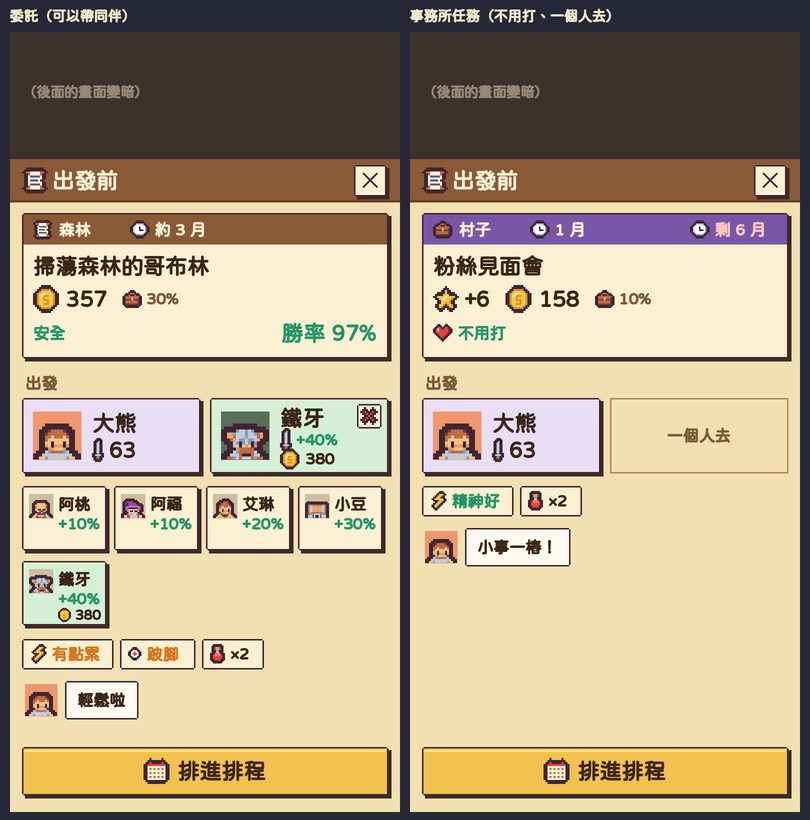 委託（可以帶同伴）
（後面的畫面變暗）
出發前
森林 約 3 月
掃蕩森林的哥布林
357 30%
安全 勝率 97%
出發
大熊
63
鐵牙
+40%
380
阿桃
+10%
阿福
+10%
艾琳
+20%
小豆
+30%
鐵牙
+40%
380
有點累 跛腳 ×2
輕鬆啦
排進排程
事務所任務（不用打、一個人去）
（後面的畫面變暗）
出發前
村子 1 月 剩 6 月
粉絲見面會
+6 158 10%
不用打
出發
大熊
63
一個人去
精神好 ×2
小事一樁！
排進排程